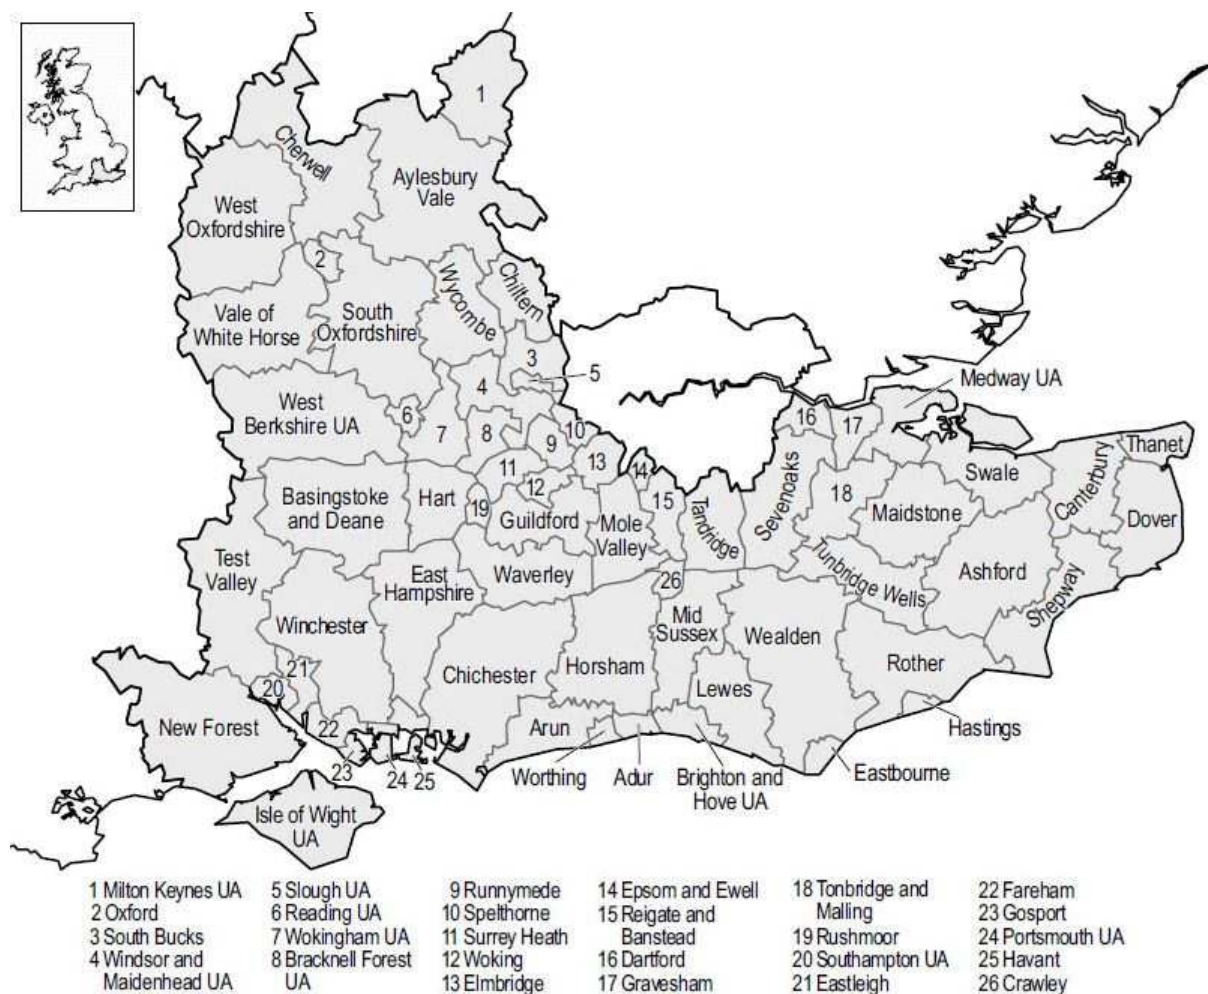 1
Cherwell
Aylesbury
Vale
West
Oxfordshire
2
Wycombe
Chiltern
Vale of
White Horse
South
Oxfordshire
3
5
4
Medway UA
West
Berkshire UA
6
7
8
10
9
16
17
Thanet
13
14
11
12
Swale
Canterbury
Basingstoke
and Deane
Hart
19
Guildford
Mole
Valley
15
Tandridge
Sevenoaks
18
Maidstone
Dover
Test
Valley
East
Hampshire
Waverley
26
Tunbridge Wells
Ashford
Shepway
Winchester
Mid
Sussex
Wealden
21
20
Chichester
Horsham
Lewes
Rother
New Forest
22
Arun
Hastings
23
24
25
Worthing
Adur
Brighton and
Hove UA
Eastbourne
Isle of Wight
UA
1 Milton Keynes UA
2 Oxford
3 South Bucks
4 Windsor and
Maidenhead UA
5 Slough UA
6 Reading UA
7 Wokingham UA
8 Bracknell Forest
UA
9 Runnymede
10 Spelthorne
11 Surrey Heath
12 Woking
13 Elmbridge
14 Epsom and Ewell
15 Reigate and
Banstead
16 Dartford
17 Gravesham
18 Tonbridge and
Malling
19 Rushmoor
20 Southampton UA
21 Eastleigh
22 Fareham
23 Gosport
24 Portsmouth UA
25 Havant
26 Crawley